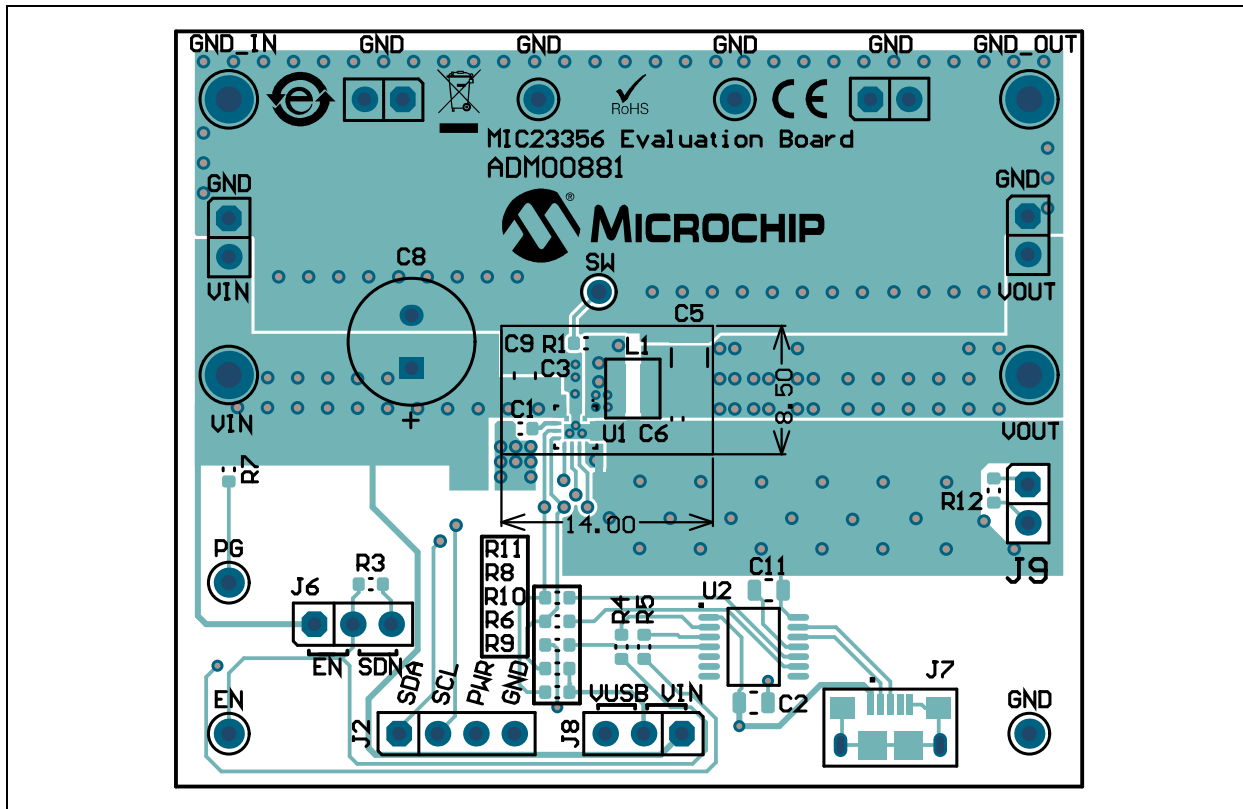 GND_IN GND GND GND GND GND_OUT
e RoHS CE
MIC23356 Evaluation Board
ADM00881
GND GND
® MICROCHIP
C8 SW
VIN VOUT
C5
C9 R1 L1
C3
8.50
VIN + C1 U1 C6 VOUT
R7 R12
14.00
PG R11 J9
J6 R3 R8 U2 C11
R10
R6 R4 R5
R9
EN SDN
SDA SCL PWR GND VUSB VIN J7
EN J2 J8 C2 GND